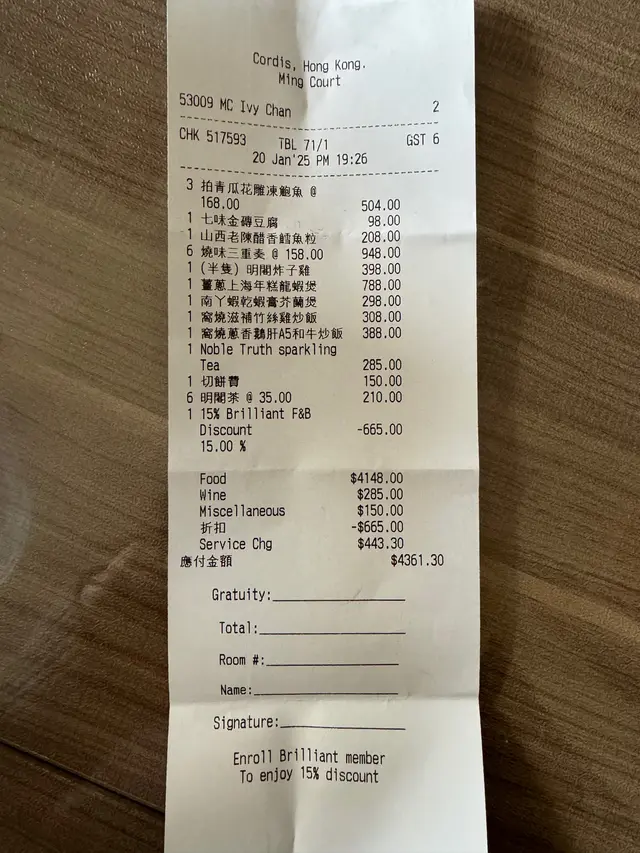 Cordis, Hong Kong.
Ming Court
53009 MC Ivy Chan 2
CHK 517593 TBL 71/1 GST 6
20 Jan'25 PM 19:26
3 拍青瓜花雕凍鮑魚 @
168.00 504.00
1 七味金磚豆腐 98.00
1 山西老陳醋香鱈魚粒 208.00
6 燒味三重奏 @ 158.00 948.00
1 (半隻) 明閣炸子雞 398.00
1 薑蔥上海年糕龍蝦煲 788.00
1 南丫蝦乾蝦膏芥蘭煲 298.00
1 窩燒滋補竹絲雞炒飯 308.00
1 窩燒蔥香鵝肝A5和牛炒飯 388.00
1 Noble Truth sparkling
Tea 285.00
1 切餅費 150.00
6 明閣茶 @ 35.00 210.00
1 15% Brilliant F&B
Discount -665.00
15.00 %
Food $4148.00
Wine $285.00
Miscellaneous $150.00
折扣 -$665.00
Service Chg $443.30
應付金額 $4361.30
Gratuity:
Total:
Room #:
Name:
Signature:
Enroll Brilliant member
To enjoy 15% discount